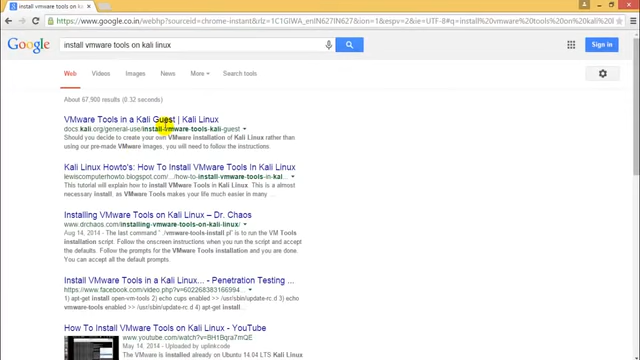 install vmware tools on kali
https://www.google.co.in/webhp?sourceid=chrome-instant&rlz=1C1GIWA_enIN627IN627&ion=1&espv=2&ie=UTF-8#q=install%20vmware%20tools%20on%20kali%20
Google
install vmware tools on kali linux
Sign in
Web Videos Images News More Search tools
About 67,900 results (0.32 seconds)
VMware Tools in a Kali Guest | Kali Linux
docs.kali.org/general-use/install-vmware-tools-kali-guest
Should you decide to create your own VMware installation of Kali Linux rather than
using our pre-made VMware images, you will need to follow the instructions
Kali Linux Howto's: How To Install VMware Tools In Kali Linux
lewiscomputerhowto.blogspot.com/.../how-to-install-vmware-tools-in-kal...
This tutorial will explain how to install VMware Tools in Kali Linux. This is a almost
necessary install, as VMware Tools makes your life much easier in many ...
Installing VMware Tools on Kali Linux – Dr. Chaos
www.drchaos.com/installing-vmware-tools-on-kali-linux/
Aug 14, 2014 - The last command "./vmware-tools-install.pl" is to run the VM Tools
installation script. Follow the onscreen instructions when you run the script and accept
the defaults. Follow the prompts for the VMware Tools installation and you are done.
You can accept all the default prompts.
Install VMware Tools in a Kali Linux... - Penetration Testing ...
https://www.facebook.com/video.php?v=602268383166994...
1) apt-get install open-vm-tools 2) echo cups enabled >> /usr/sbin/update-rc.d 3) echo
vmware-tools enabled >> /usr/sbin/update-rc.d 4) apt-get install ...
How To Install VMware Tools on Kali Linux - YouTube
www.youtube.com/watch?v=BH1Bqra7mQE
May 14, 2014 - Uploaded by uplinkcode
VMware is installed already on Ubuntu 14.04 LTS Kali Linux